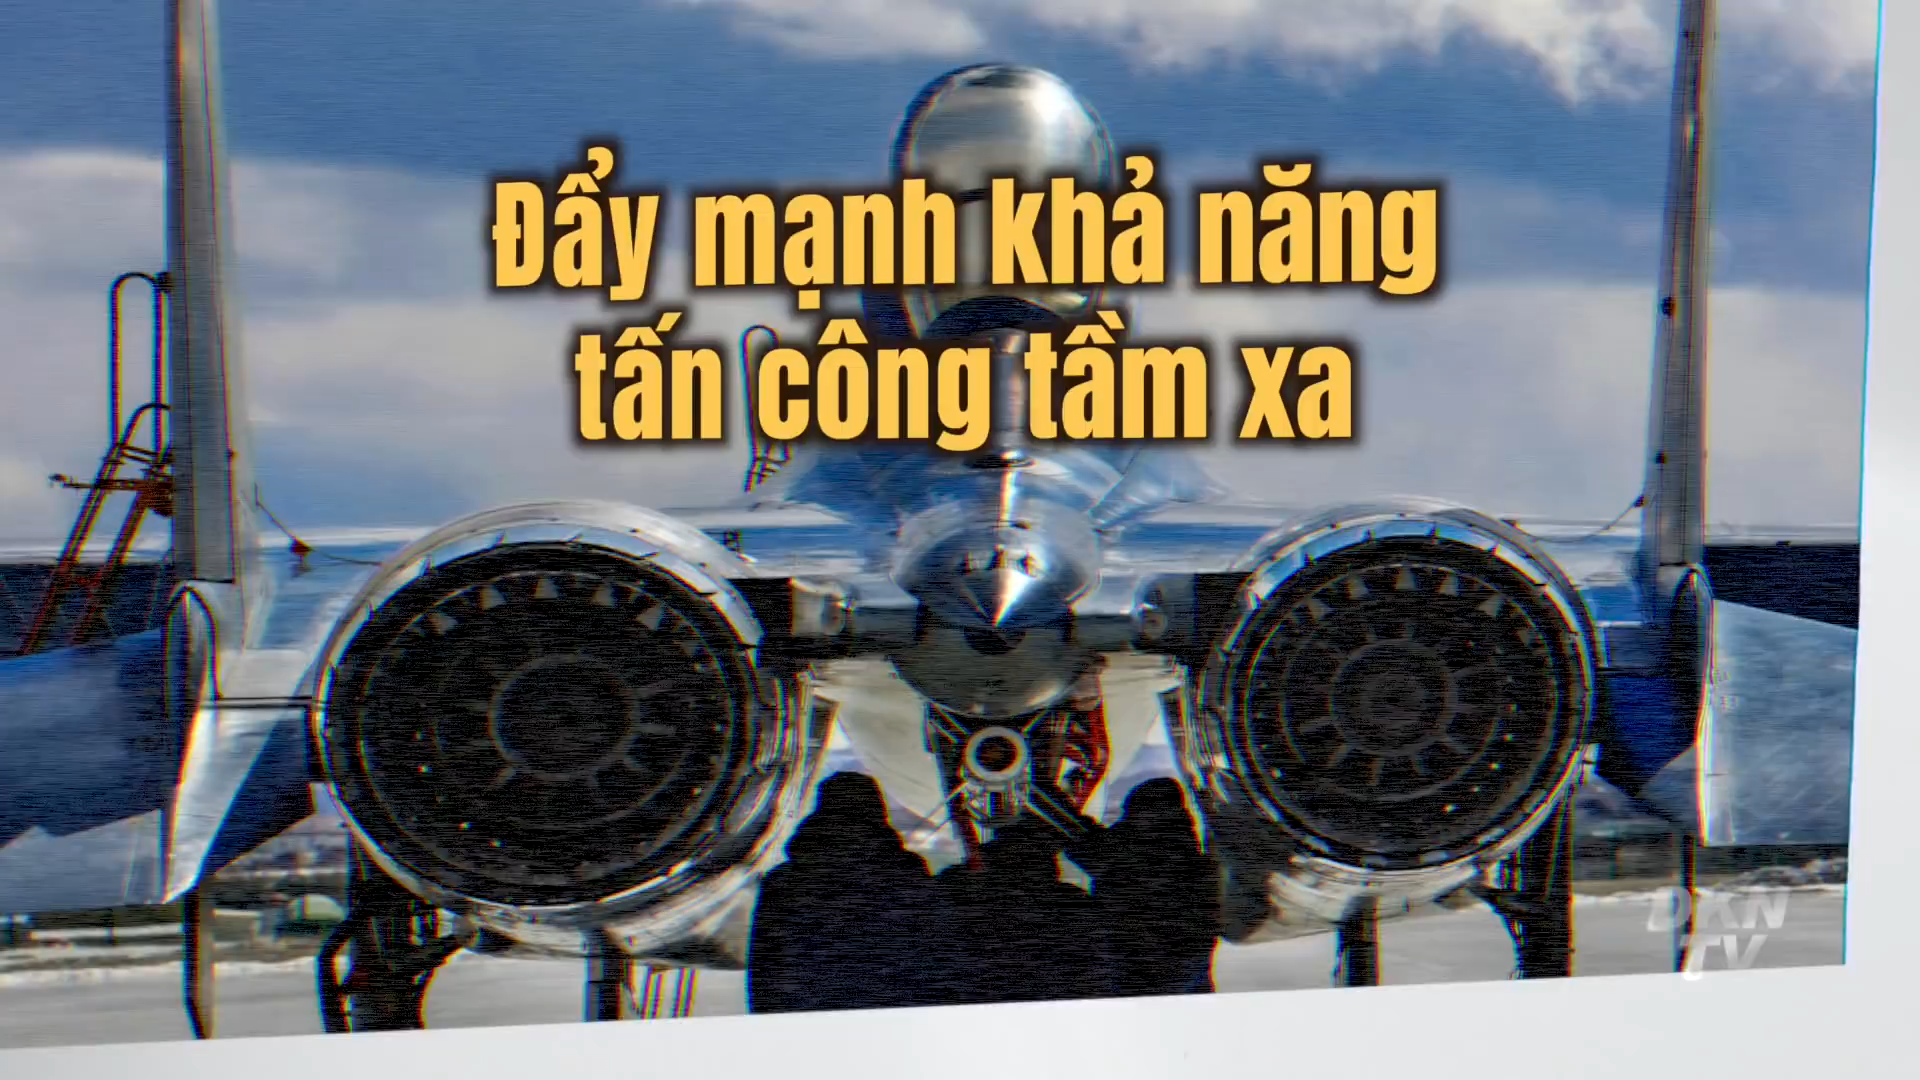 Đẩy mạnh khả năng
tấn công tầm xa
DKN
TV